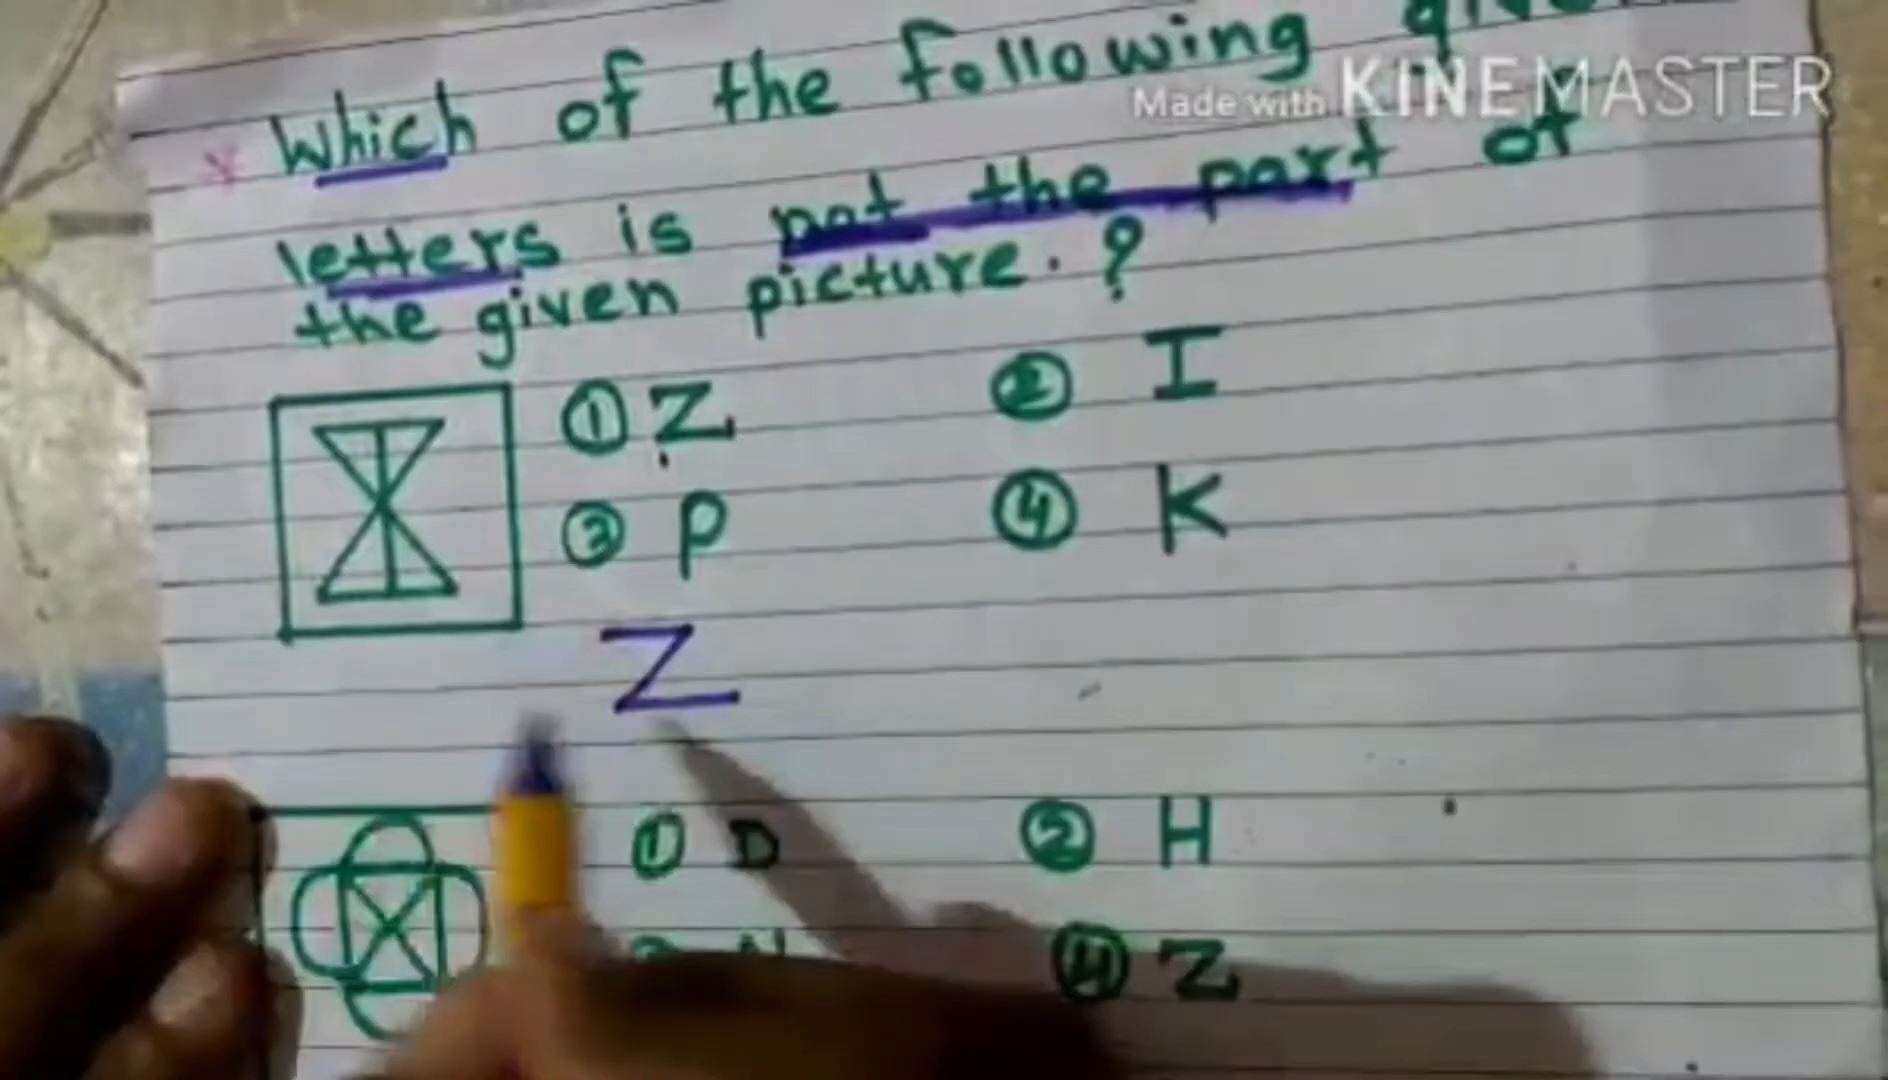 Made with KINEMASTER
Which of the following given
letters is not the part of
the given picture. ?
① Z ② I
③ P ④ K
Z
① D ② H
④ Z